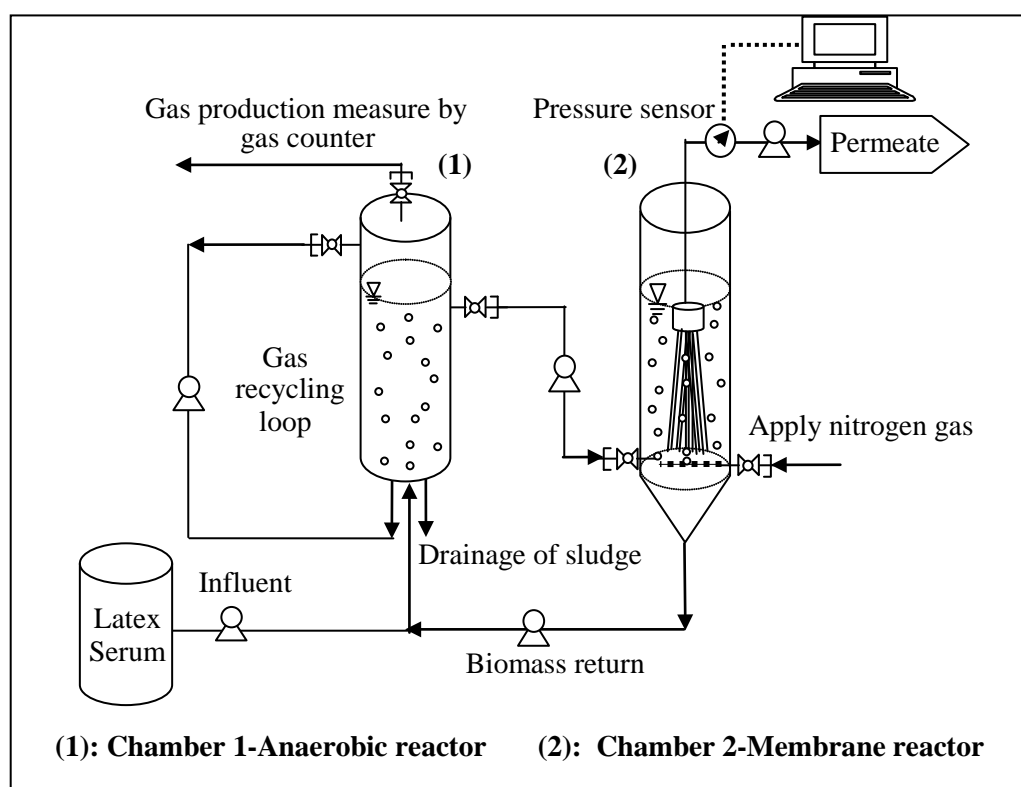 Gas production measure by
gas counter
(1)
Pressure sensor
(2)
Permeate
Gas
recycling
loop
Apply nitrogen gas
Drainage of sludge
Influent
Latex
Serum
Biomass return
(1): Chamber 1-Anaerobic reactor
(2): Chamber 2-Membrane reactor